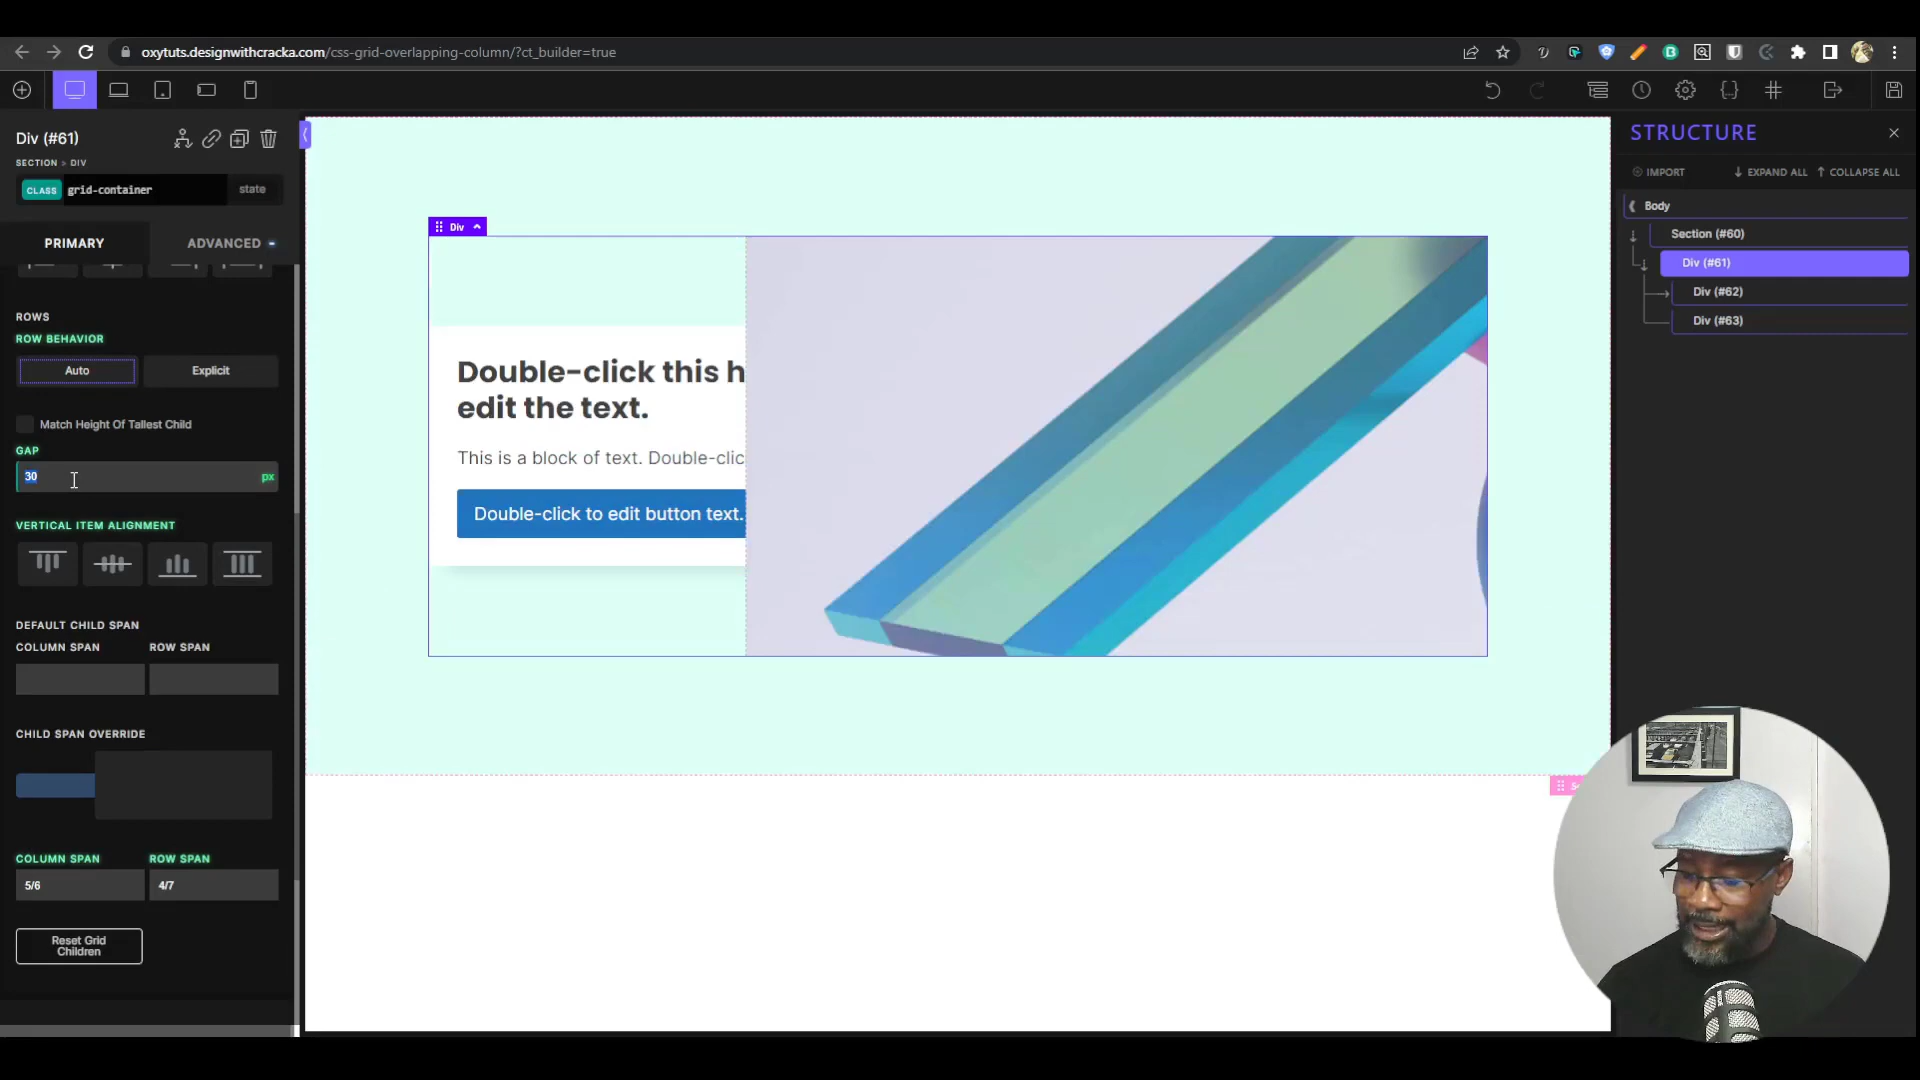 oxytuts.designwithcracka.com/css-grid-overlapping-column/?ct_builder=true
Div (#61)
SECTION > DIV
CLASS grid-container state
PRIMARY ADVANCED
ROWS
ROW BEHAVIOR
Auto Explicit
Match Height Of Tallest Child
GAP
30 px
VERTICAL ITEM ALIGNMENT
DEFAULT CHILD SPAN
COLUMN SPAN ROW SPAN
CHILD SPAN OVERRIDE
COLUMN SPAN ROW SPAN
5/6 4/7
Reset Grid
Children
Div
Double-click this h
edit the text.
This is a block of text. Double-clic
Double-click to edit button text.
STRUCTURE
IMPORT EXPAND ALL COLLAPSE ALL
Body
Section (#60)
Div (#61)
Div (#62)
Div (#63)